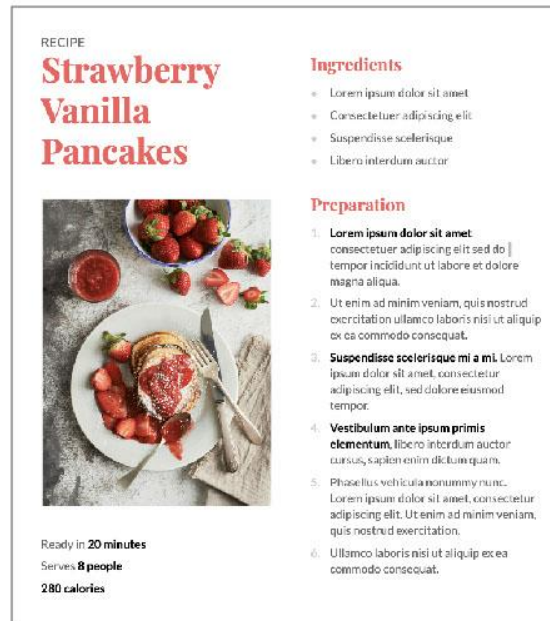 RECIPE
Strawberry
Vanilla
Pancakes
Ready in 20 minutes
Serves 8 people
280 calories
Ingredients
Lorem ipsum dolor sit amet
Consectetuer adipiscing elit
Suspendisse scelerisque
Libero interdum auctor
Preparation
1. Lorem ipsum dolor sit amet
consectetuer adipiscing elit sed do
tempor incididunt ut labore et dolore
magna aliqua.
2. Ut enim ad minim veniam, quis nostrud
exercitation ullamco laboris nisi ut aliquip
ex ea commodo consequat.
3. Suspendisse scelerisque mi a mi. Lorem
ipsum dolor sit amet, consectetur
adipiscing elit, sed dolore eiusmod
tempor.
4. Vestibulum ante ipsum primis
elementum, libero interdum auctor
cursus, sapien enim dictum quam.
5. Phasellus vehicula nonummy nunc.
Lorem ipsum dolor sit amet, consectetur
adipiscing elit. Ut enim ad minim veniam,
quis nostrud exercitation.
6. Ullamco laboris nisi ut aliquip ex ea
commodo consequat.